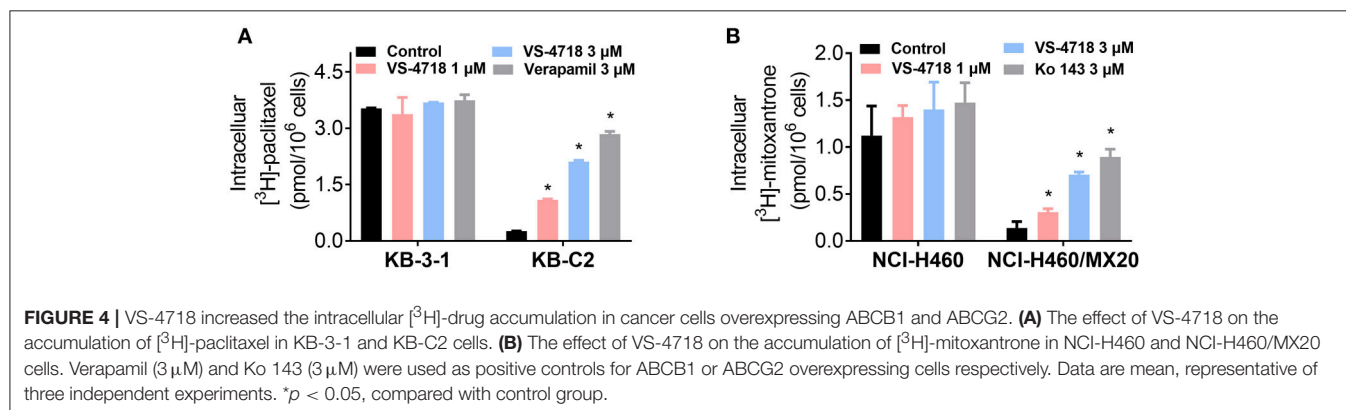 A
Control
VS-4718 3 µM
VS-4718 1 µM
Verapamil 3 µM
Intracelluar
[³H]-paclitaxel
(pmol/10⁶ cells)
4.5
3.0
1.5
0.0
* * *
KB-3-1
KB-C2
B
Control
VS-4718 3 µM
VS-4718 1 µM
Ko 143 3 µM
Intracelluar
[³H]-mitoxantrone
(pmol/10⁶ cells)
2.0
1.5
1.0
0.5
0.0
* * *
NCI-H460
NCI-H460/MX20
FIGURE 4 | VS-4718 increased the intracellular [³H]-drug accumulation in cancer cells overexpressing ABCB1 and ABCG2. (A) The effect of VS-4718 on the
accumulation of [³H]-paclitaxel in KB-3-1 and KB-C2 cells. (B) The effect of VS-4718 on the accumulation of [³H]-mitoxantrone in NCI-H460 and NCI-H460/MX20
cells. Verapamil (3 µM) and Ko 143 (3 µM) were used as positive controls for ABCB1 or ABCG2 overexpressing cells respectively. Data are mean, representative of
three independent experiments. *p < 0.05, compared with control group.